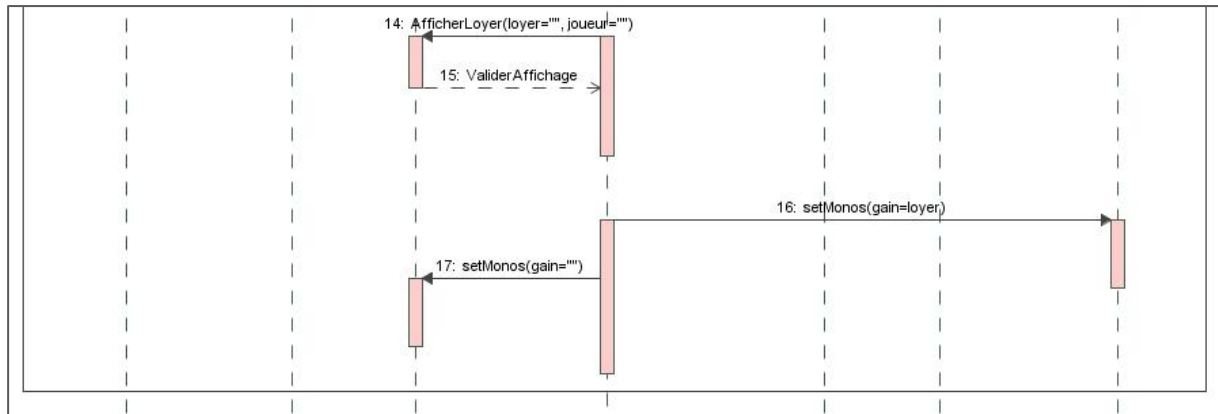 14: AfficherLoyer(loyer="", joueur="")
15: ValiderAffichage
16: setMonos(gain=loyer)
17: setMonos(gain="")